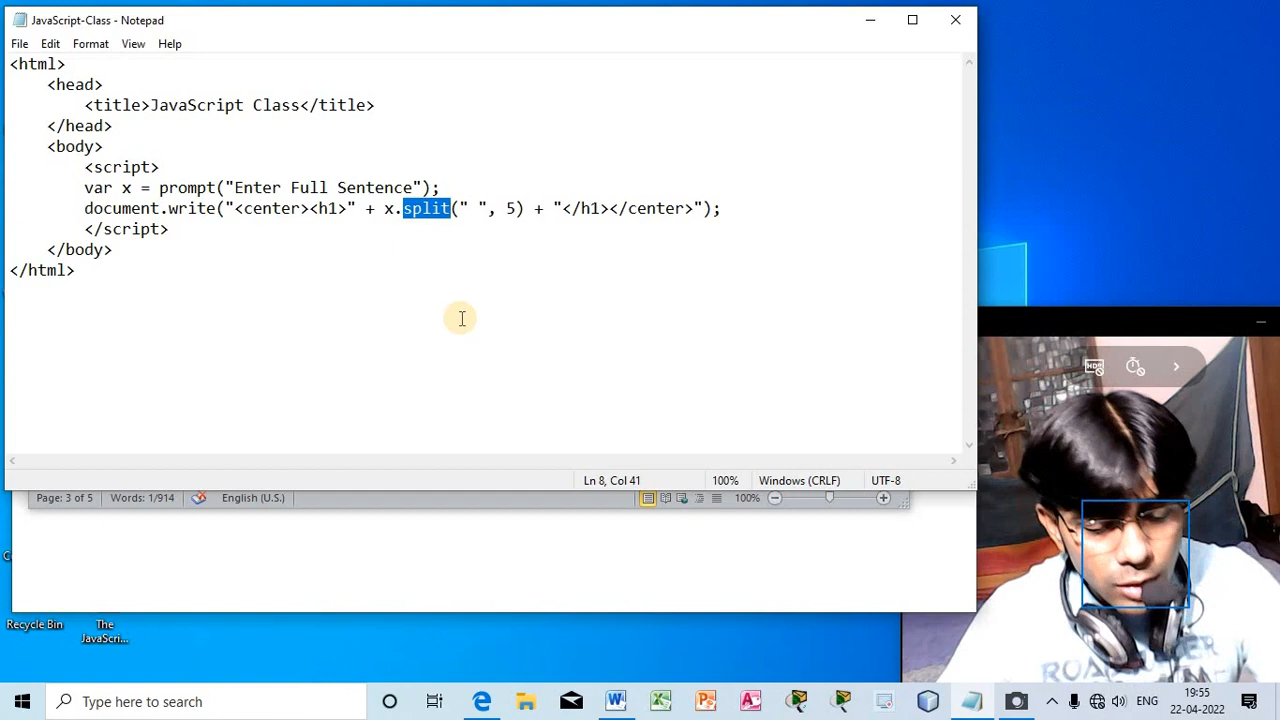 JavaScript-Class - Notepad
File Edit Format View Help
<html>
<head>
<title>JavaScript Class</title>
</head>
<body>
<script>
var x = prompt("Enter Full Sentence");
document.write("<center><h1>" + x.split(" ", 5) + "</h1></center>");
</script>
</body>
</html>
Ln 8, Col 41 100% Windows (CRLF) UTF-8
Page: 3 of 5 Words: 1/914 English (U.S.) 100%
HDR
Recycle Bin
The
JavaScri...
Type here to search
ENG
19:55
22-04-2022